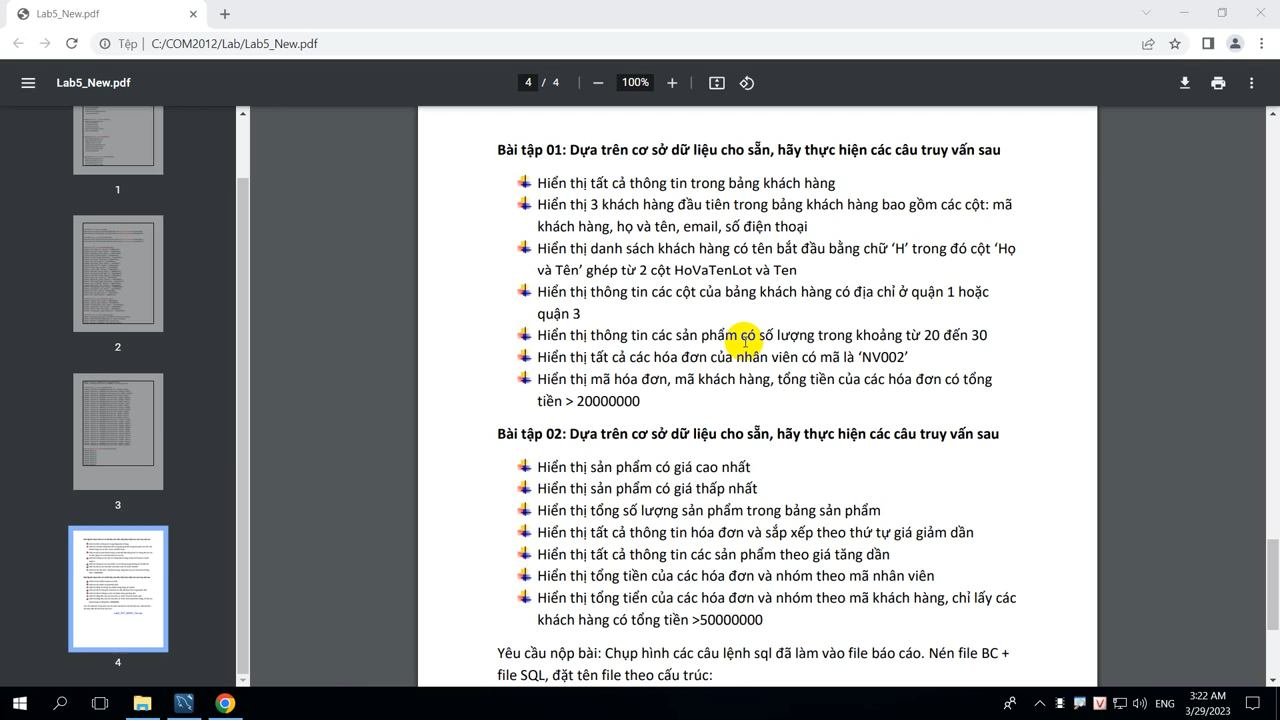 Lab5_New.pdf
Tệp
C:/COM2012/Lab/Lab5_New.pdf
Lab5_New.pdf
4 / 4
100%
1
2
3
4
Bài tập 01: Dựa trên cơ sở dữ liệu cho sẵn, hãy thực hiện các câu truy vấn sau
Hiển thị tất cả thông tin trong bảng khách hàng
Hiển thị 3 khách hàng đầu tiên trong bảng khách hàng bao gồm các cột: mã
khách hàng, họ và tên, email, số điện thoại
Hiển thị danh sách khách hàng có tên bắt đầu bằng chữ ‘H’ trong đó cột ‘Họ
à Tên’ ghép từ 2 cột HoVaTenLot và Ten
Hiển thị thông tin các cột của bảng khách hàng có địa chỉ ở quận 1 hoặc
quận 3
Hiển thị thông tin các sản phẩm có số lượng trong khoảng từ 20 đến 30
Hiển thị tất cả các hóa đơn của nhân viên có mã là ‘NV002’
Hiển thị mã hóa đơn, mã khách hàng, tổng tiền của các hóa đơn có tổng
tiền > 20000000
Bài tập 02: Dựa trên cơ sở dữ liệu cho sẵn, hãy thực hiện các câu truy vấn sau
Hiển thị sản phẩm có giá cao nhất
Hiển thị sản phẩm có giá thấp nhất
Hiển thị tổng số lượng sản phẩm trong bảng sản phẩm
Hiển thị tất cả thông tin hóa đơn và sắp xếp theo thứ tự giá giảm dần
Hiển thị tất cả thông tin các sản phẩm theo giá tăng dần
Hiển thị tổng tiền của các hóa đơn và nhóm theo mã nhân viên
Hiển thị tổng tiền của các hóa đơn và nhóm theo mã khách hàng, chỉ lấy các
khách hàng có tổng tiền >50000000
Yêu cầu nộp bài: Chụp hình các câu lệnh sql đã làm vào file báo cáo. Nén file BC +
file SQL, đặt tên file theo cấu trúc:
ENG
3:22 AM
3/29/2023